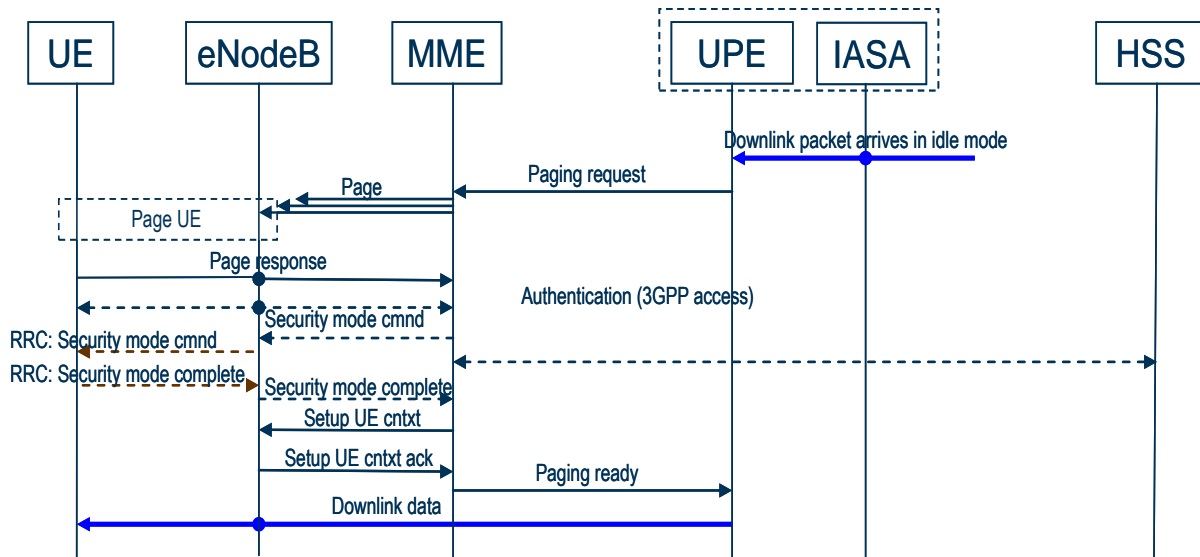 UE
eNodeB
MME
UPE
IASA
HSS
Downlink packet arrives in idle mode
Paging request
Page
Page UE
Page response
Authentication (3GPP access)
Security mode cmnd
RRC: Security mode cmnd
RRC: Security mode complete
Security mode complete
Setup UE cntxt
Setup UE cntxt ack
Paging ready
Downlink data